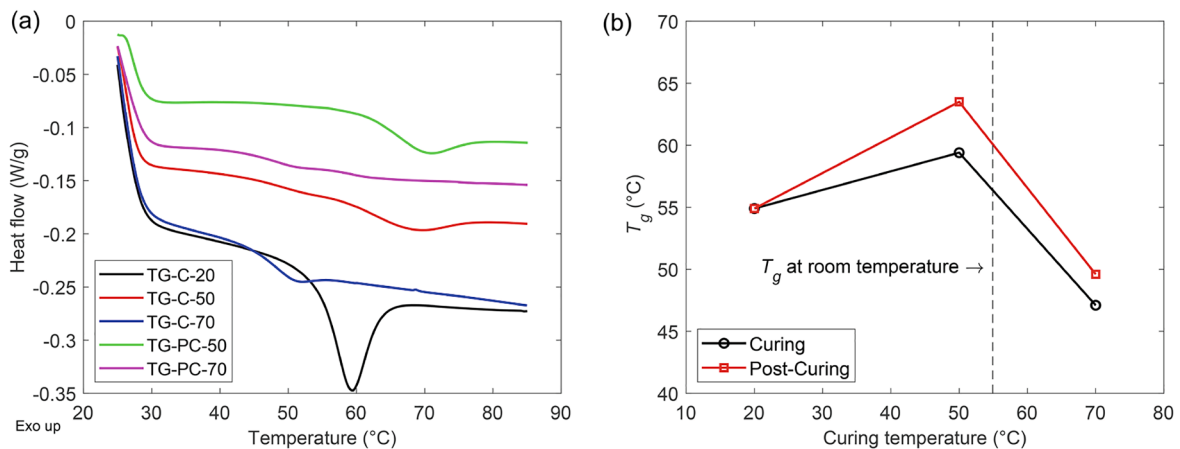 (a)
0
-0.05
-0.1
-0.15
-0.2
-0.25
-0.3
-0.35
Heat flow (W/g)
TG-C-20
TG-C-50
TG-C-70
TG-PC-50
TG-PC-70
20 30 40 50 60 70 80 90
Exo up
Temperature (°C)
(b)
70
65
60
55
50
45
40
Tg (°C)
Tg at room temperature →
Curing
Post-Curing
10 20 30 40 50 60 70 80
Curing temperature (°C)